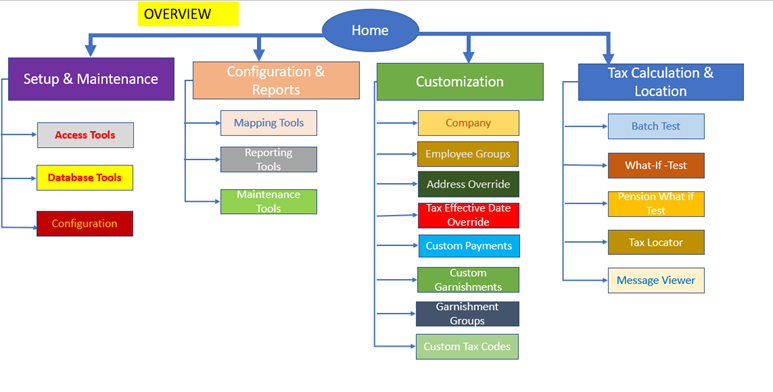 OVERVIEW
Home
Setup & Maintenance
Access Tools
Database Tools
Configuration
Configuration &
Reports
Mapping Tools
Reporting
Tools
Maintenance
Tools
Customization
Company
Employee Groups
Address Override
Tax Effective Date
Override
Custom Payments
Custom
Garnishments
Garnishment
Groups
Custom Tax Codes
Tax Calculation &
Location
Batch Test
What-If -Test
Pension What if
Test
Tax Locator
Message Viewer